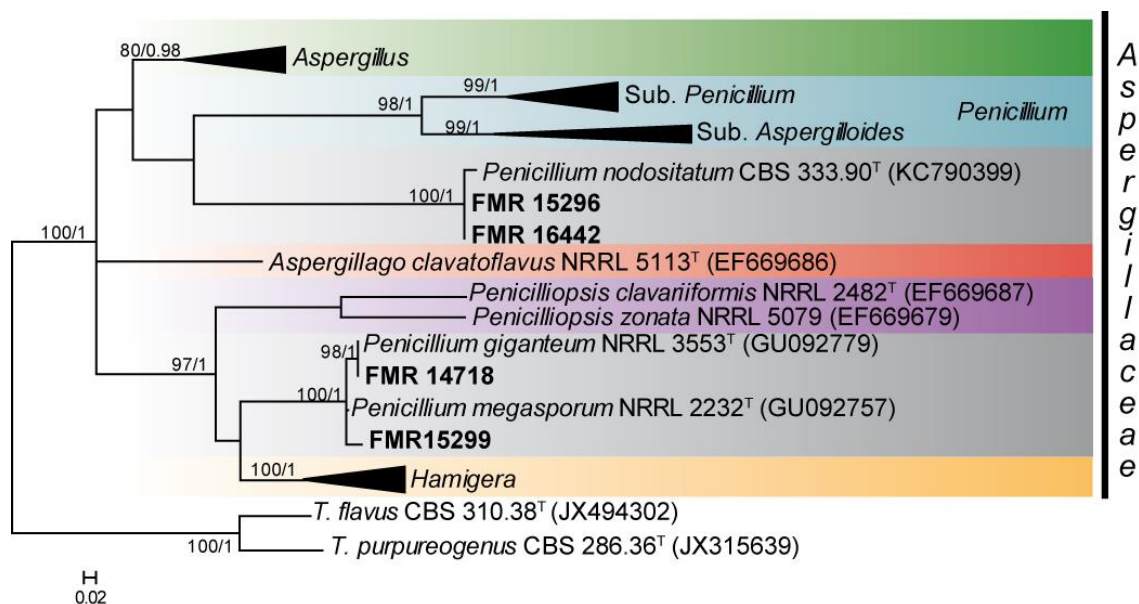 80/0.98
Aspergillus
99/1
Sub. Penicillium
98/1
Penicillium
99/1
Sub. Aspergilloides
Penicillium nodositatum CBS 333.90ᵀ (KC790399)
100/1
FMR 15296
FMR 16442
100/1
Aspergillago clavatoflavus NRRL 5113ᵀ (EF669686)
Penicilliopsis clavariiformis NRRL 2482ᵀ (EF669687)
Penicilliopsis zonata NRRL 5079 (EF669679)
98/1
Penicillium giganteum NRRL 3553ᵀ (GU092779)
97/1
FMR 14718
100/1
Penicillium megasporum NRRL 2232ᵀ (GU092757)
FMR15299
100/1
Hamigera
T. flavus CBS 310.38ᵀ (JX494302)
100/1
T. purpureogenus CBS 286.36ᵀ (JX315639)
0.02
Aspergillaceae